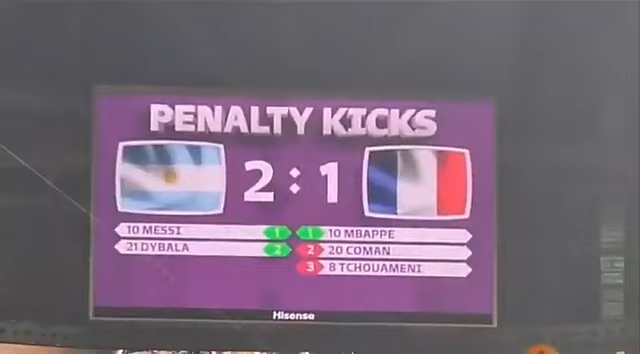 PENALTY KICKS
2 : 1
10 MESSI 1 1 10 MBAPPE
21 DYBALA 2 2 20 COMAN
3 8 TCHOUAMENI
Hisense